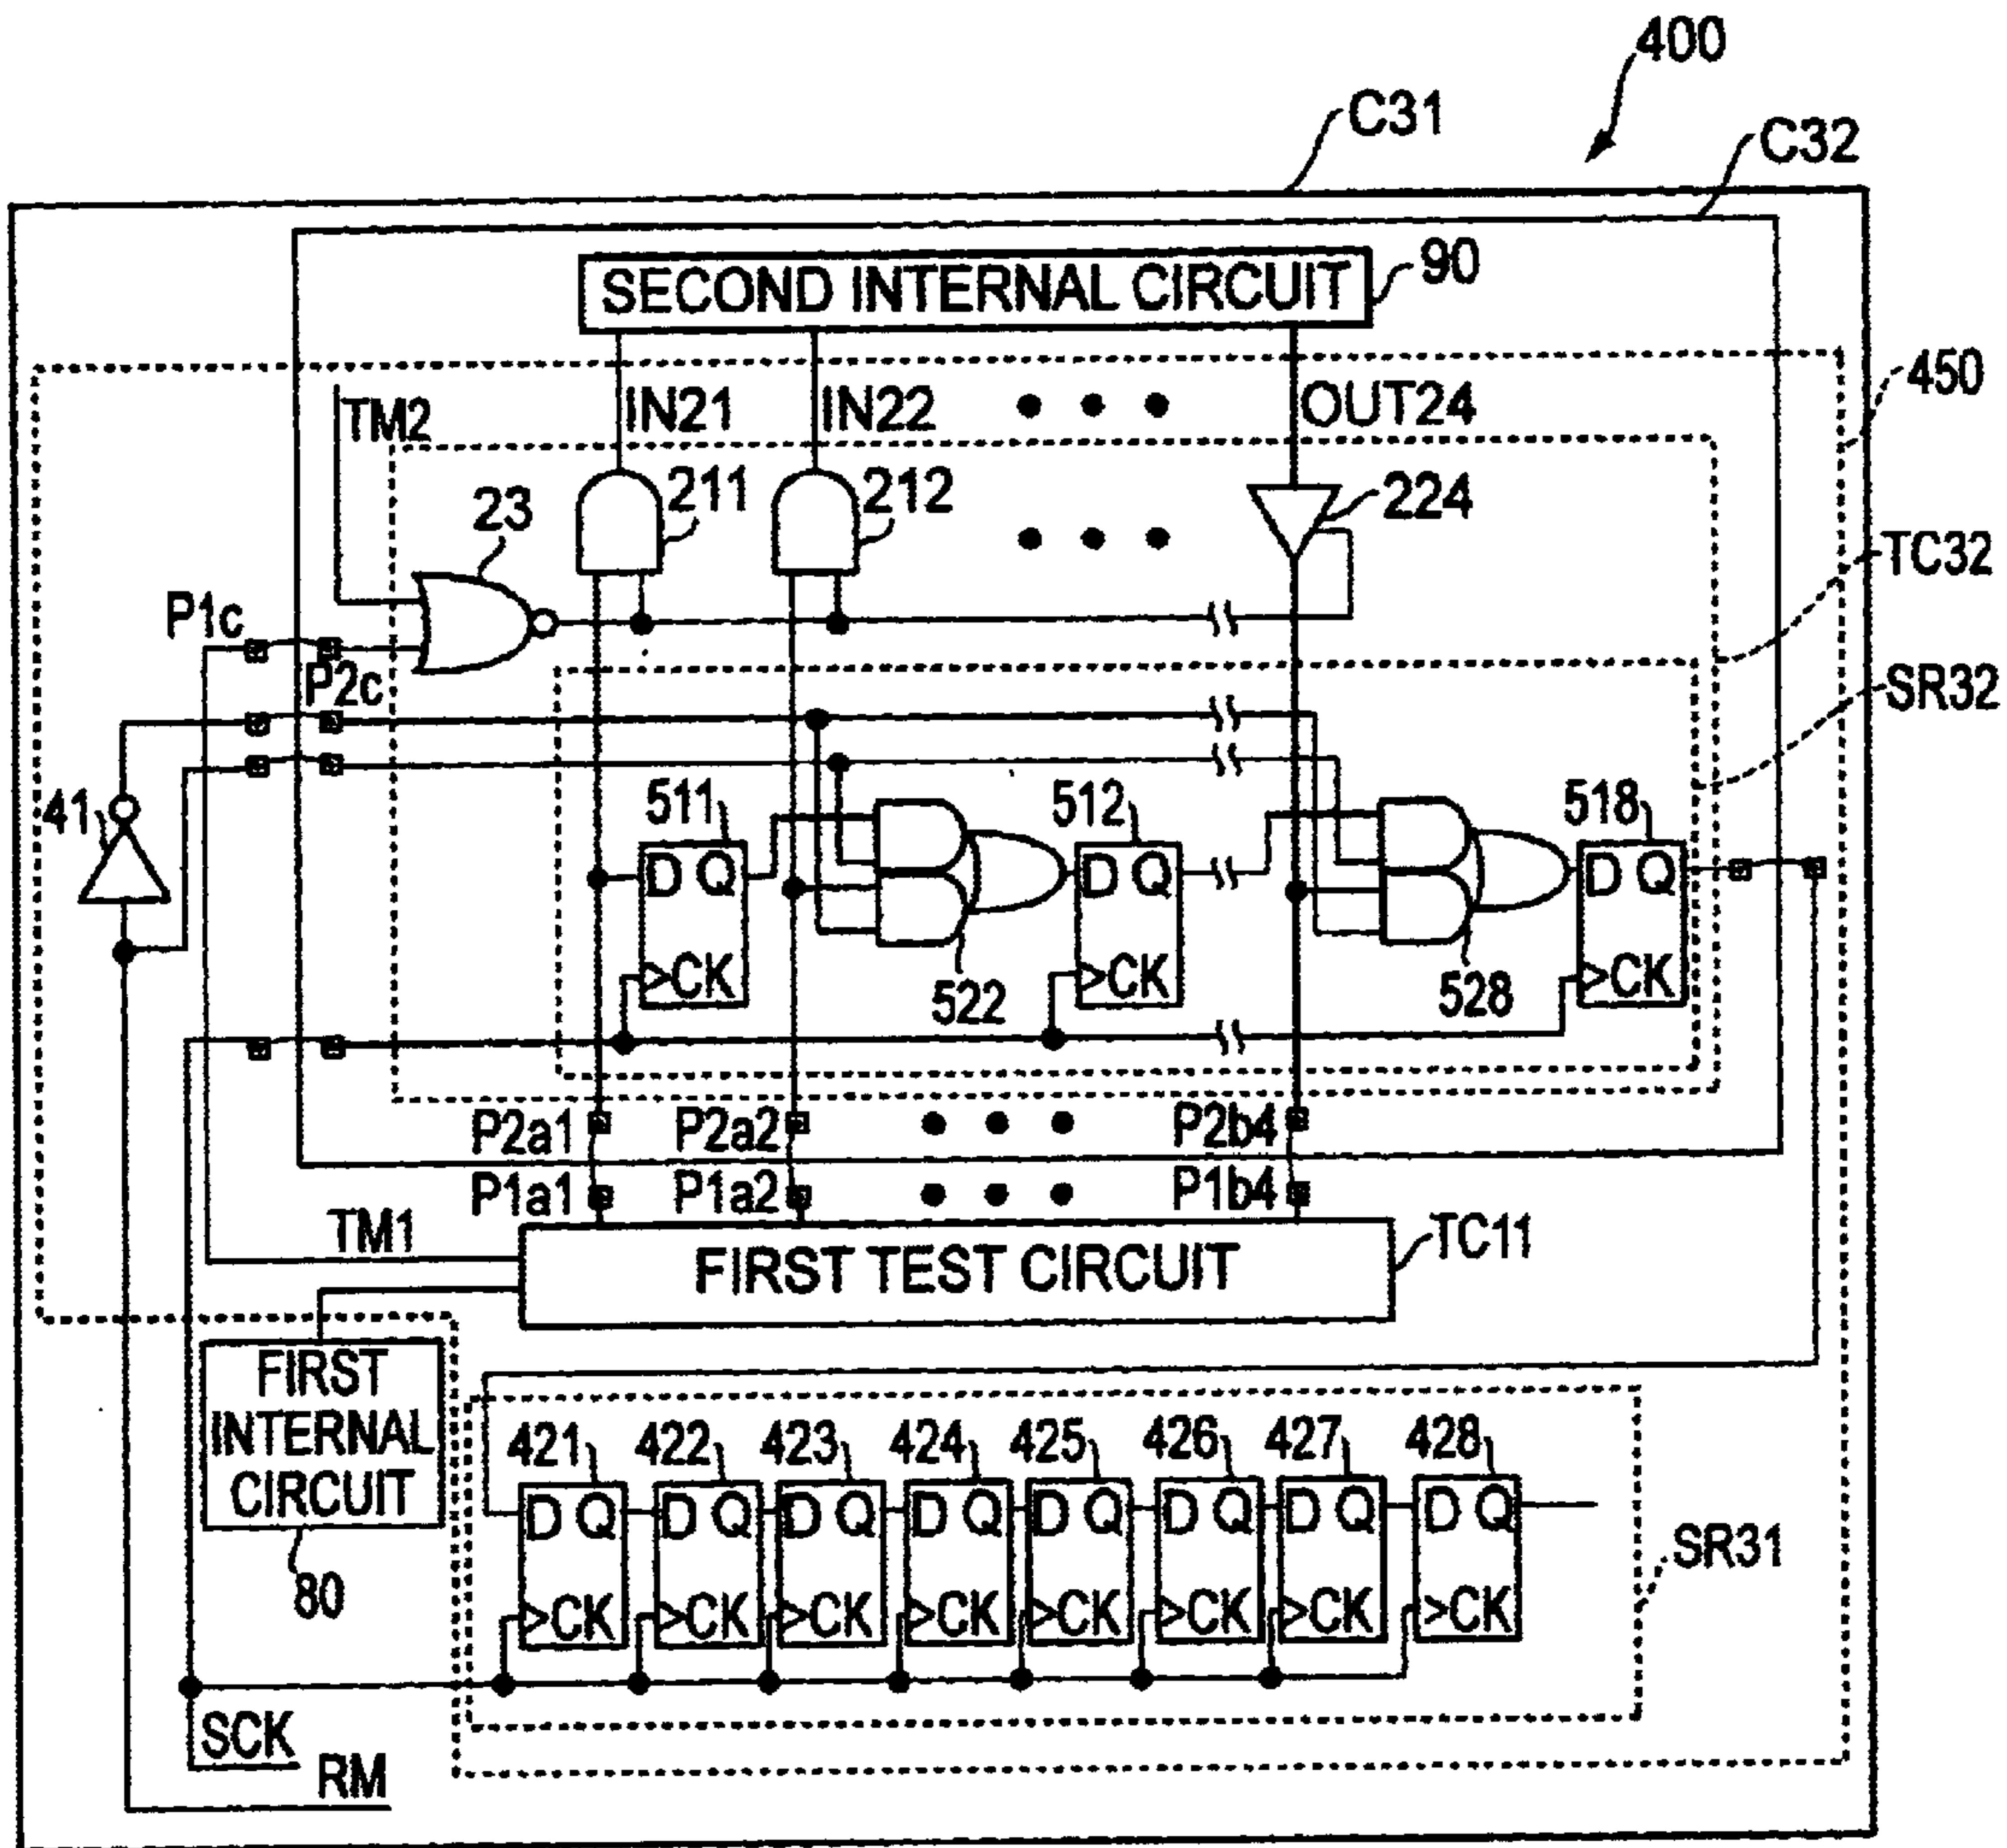 400
C31
C32
SECOND INTERNAL CIRCUIT
90
450
TM2
IN21
IN22
OUT24
23
211
212
224
TC32
P1c
P2c
SR32
41
511
512
518
D Q
D Q
D Q
>CK
522
>CK
528
>CK
P2a1
P2a2
P2b4
P1a1
P1a2
P1b4
TM1
FIRST TEST CIRCUIT
TC11
FIRST
INTERNAL
CIRCUIT
80
421
422
423
424
425
426
427
428
D Q
D Q
D Q
D Q
D Q
D Q
D Q
D Q
SR31
>CK
>CK
>CK
>CK
>CK
>CK
>CK
>CK
SCK
RM